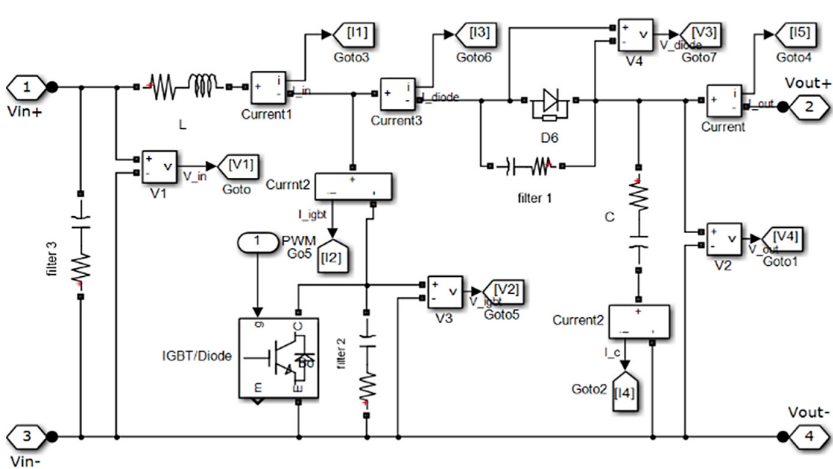 [I1]
Goto3
[I3]
Goto6
V4
V_diode
[V3]
Goto7
[I5]
Goto4
1
Vin+
L
i
I_in
Current1
i
I_diode
Current3
D6
i
I_out
Current
Vout+
2
V1
V_in
[V1]
Goto
Currnt2
i
filter 1
C
filter 3
I_igbt
1
PWM
Go5
[I2]
V2
V_out
[V4]
Goto1
V3
V_igbt
[V2]
Goto5
Current2
IGBT/Diode
g
C
m
E
filter 2
I_c
Goto2
[I4]
3
Vin-
Vout-
4